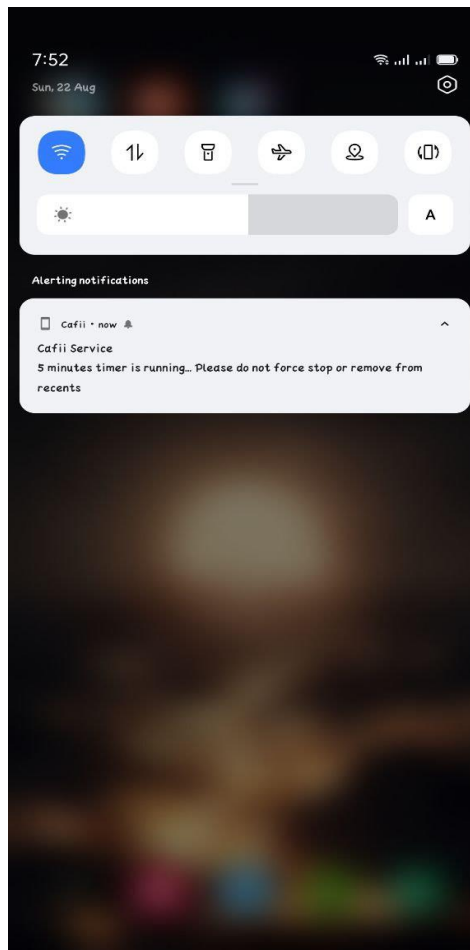 7:52
Sun, 22 Aug
A
Alerting notifications
Cafii • now
Cafii Service
5 minutes timer is running... Please do not force stop or remove from
recents